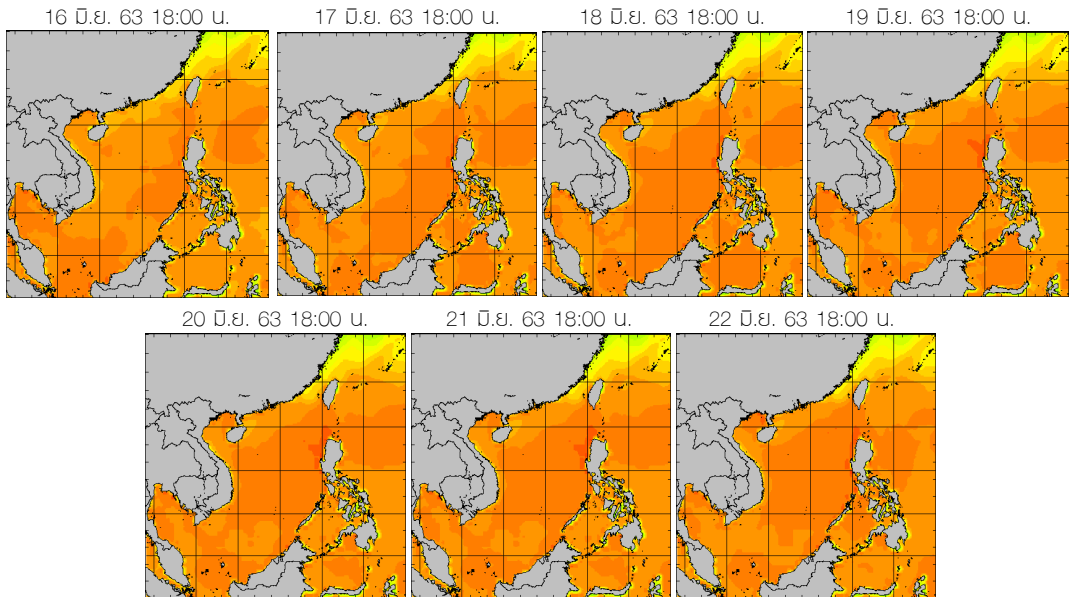 16 มิ.ย. 63 18:00 น.
17 มิ.ย. 63 18:00 น.
18 มิ.ย. 63 18:00 น.
19 มิ.ย. 63 18:00 น.
20 มิ.ย. 63 18:00 น.
21 มิ.ย. 63 18:00 น.
22 มิ.ย. 63 18:00 น.